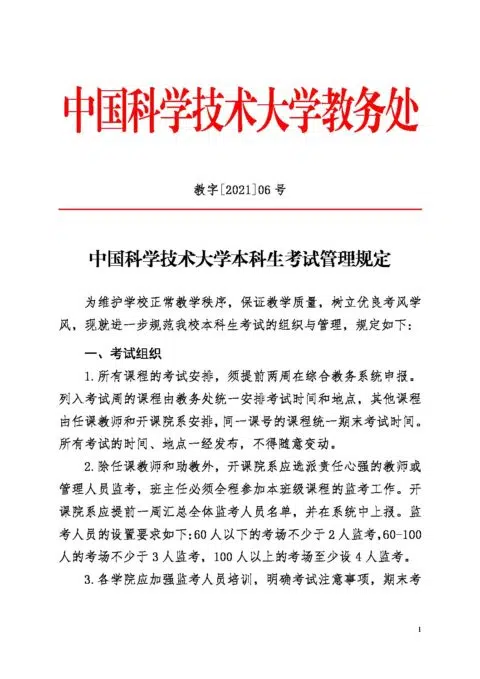 中国科学技术大学教务处
教字[2021]06号
中国科学技术大学本科生考试管理规定
为维护学校正常教学秩序，保证教学质量，树立优良考风学
风，现就进一步规范我校本科生考试的组织与管理，规定如下：
一、考试组织
1.所有课程的考试安排，须提前两周在综合教务系统申报。
列入考试周的课程由教务处统一安排考试时间和地点，其他课程
由任课教师和开课院系安排，同一课号的课程统一期末考试时间。
所有考试的时间、地点一经发布，不得随意变动。
2.除任课教师和助教外，开课院系应选派责任心强的教师或
管理人员监考，班主任必须全程参加本班级课程的监考工作。开
课院系应提前一周汇总全体监考人员名单，并在系统中上报。监
考人员的设置要求如下：60人以下的考场不少于2人监考，60-100
人的考场不少于3人监考，100人以上的考场至少设4人监考。
3.各学院应加强监考人员培训，明确考试注意事项，期末考
1